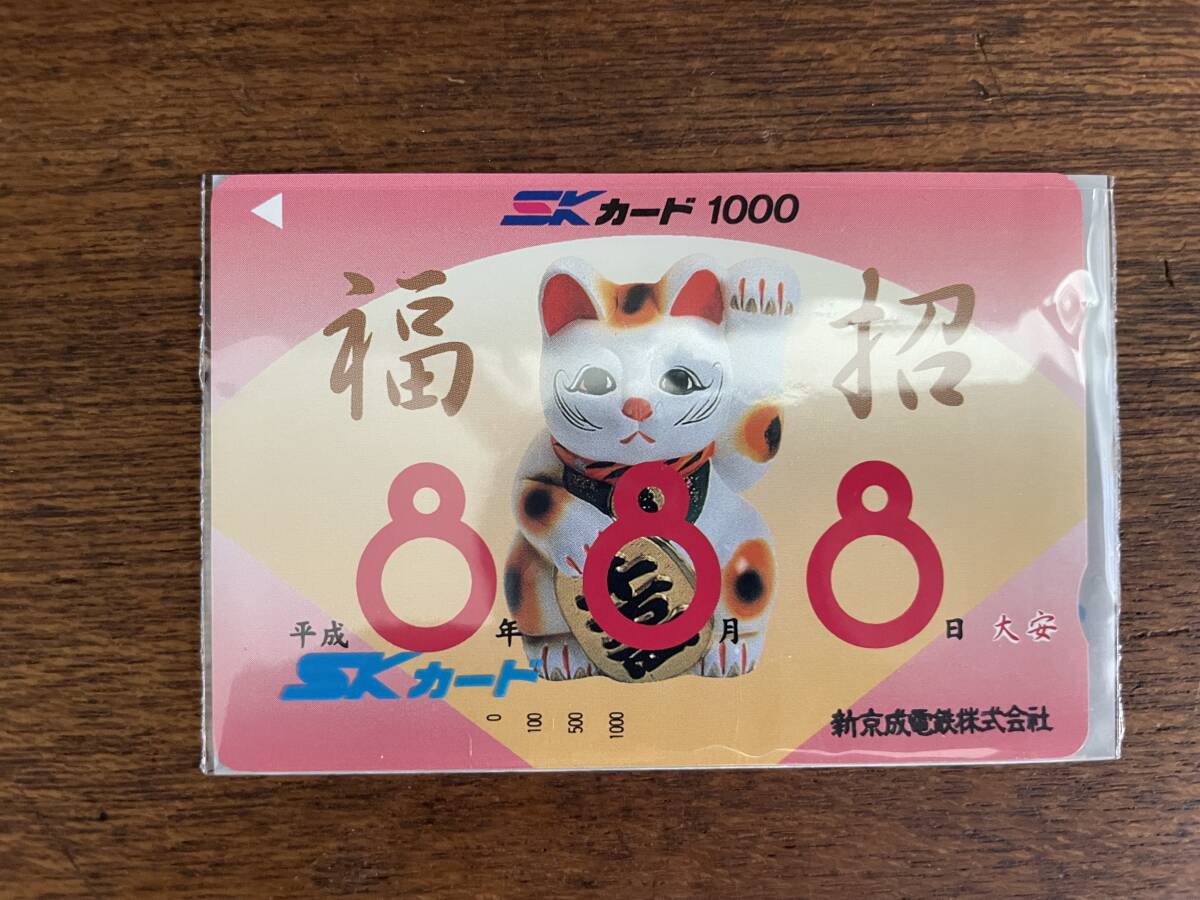 SKカード 1000
福 招
平成 8年 8月 8日 大安
SKカード
0 100 500 1000
新京成電鉄株式会社